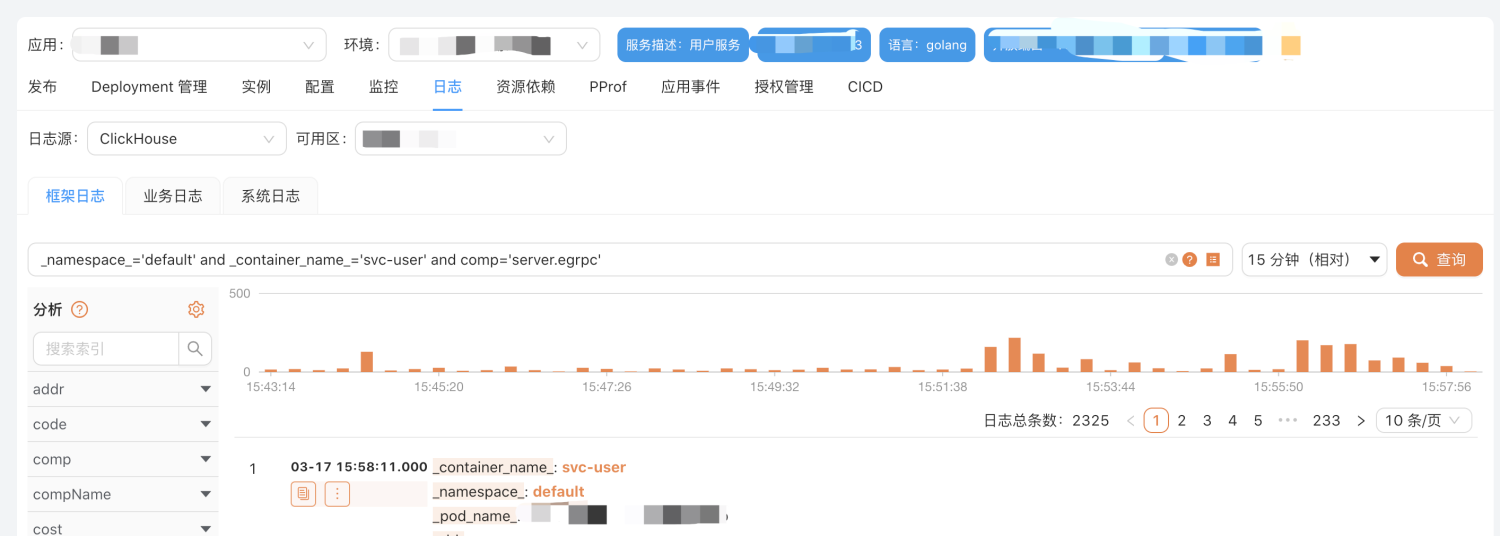 应用： 环境： 服务描述：用户服务 3 语言：golang
发布 Deployment 管理 实例 配置 监控 日志 资源依赖 PProf 应用事件 授权管理 CICD
日志源： ClickHouse 可用区：
框架日志 业务日志 系统日志
_namespace_='default' and _container_name_='svc-user' and comp='server.egrpc' 15 分钟（相对） 查询
分析
搜索索引
addr
code
comp
compName
cost
500
0
15:43:14 15:45:20 15:47:26 15:49:32 15:51:38 15:53:44 15:55:50 15:57:56
日志总条数：2325 < 1 2 3 4 5 ••• 233 > 10 条/页
1 03-17 15:58:11.000 _container_name_: svc-user
_namespace_: default
_pod_name_: